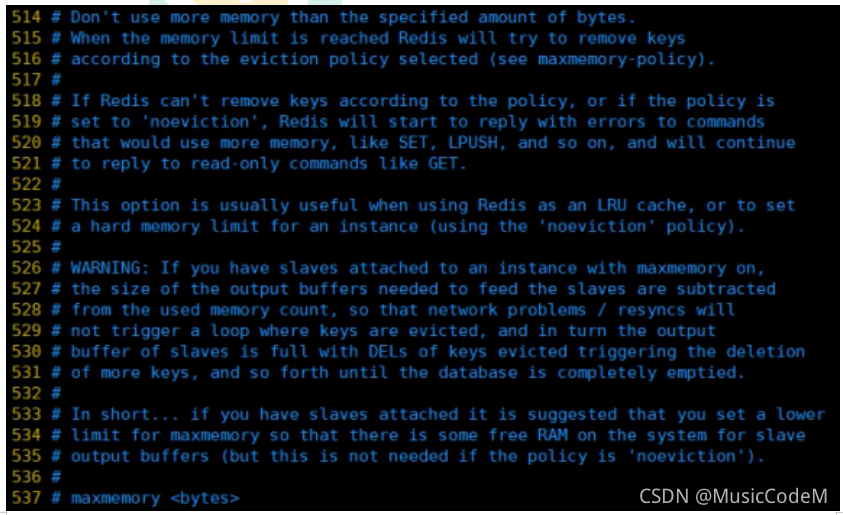 514 # Don't use more memory than the specified amount of bytes.
515 # When the memory limit is reached Redis will try to remove keys
516 # according to the eviction policy selected (see maxmemory-policy).
517 #
518 # If Redis can't remove keys according to the policy, or if the policy is
519 # set to 'noeviction', Redis will start to reply with errors to commands
520 # that would use more memory, like SET, LPUSH, and so on, and will continue
521 # to reply to read-only commands like GET.
522 #
523 # This option is usually useful when using Redis as an LRU cache, or to set
524 # a hard memory limit for an instance (using the 'noeviction' policy).
525 #
526 # WARNING: If you have slaves attached to an instance with maxmemory on,
527 # the size of the output buffers needed to feed the slaves are subtracted
528 # from the used memory count, so that network problems / resyncs will
529 # not trigger a loop where keys are evicted, and in turn the output
530 # buffer of slaves is full with DELs of keys evicted triggering the deletion
531 # of more keys, and so forth until the database is completely emptied.
532 #
533 # In short... if you have slaves attached it is suggested that you set a lower
534 # limit for maxmemory so that there is some free RAM on the system for slave
535 # output buffers (but this is not needed if the policy is 'noeviction').
536 #
537 # maxmemory <bytes>
CSDN @MusicCodeM